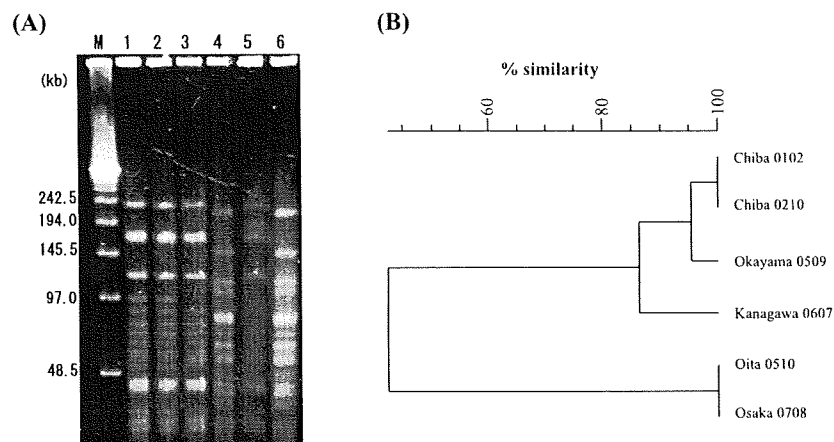 (A)
M 1 2 3 4 5 6
(kb)
242.5
194.0
145.5
97.0
48.5
(B)
% similarity
60 80 100
Chiba 0102
Chiba 0210
Okayama 0509
Kanagawa 0607
Oita 0510
Osaka 0708